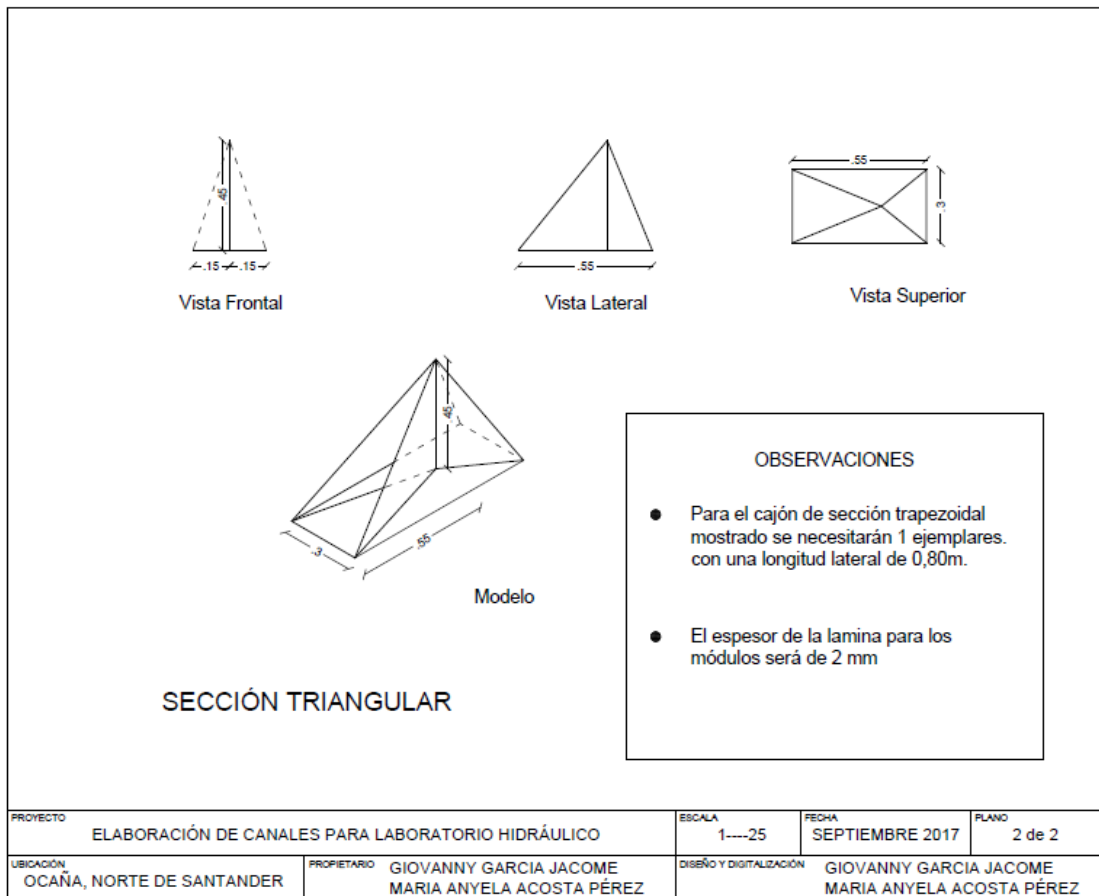 .45
.15
.15
Vista Frontal
.55
Vista Lateral
.55
.3
Vista Superior
.45
.3
.55
Modelo
SECCIÓN TRIANGULAR
OBSERVACIONES
● Para el cajón de sección trapezoidal
mostrado se necesitarán 1 ejemplares.
con una longitud lateral de 0,80m.
● El espesor de la lamina para los
módulos será de 2 mm
PROYECTO
ELABORACIÓN DE CANALES PARA LABORATORIO HIDRÁULICO
ESCALA
1----25
FECHA
SEPTIEMBRE 2017
PLANO
2 de 2
UBICACIÓN
OCAÑA, NORTE DE SANTANDER
PROPIETARIO
GIOVANNY GARCIA JACOME
MARIA ANYELA ACOSTA PÉREZ
DISEÑO Y DIGITALIZACIÓN
GIOVANNY GARCIA JACOME
MARIA ANYELA ACOSTA PÉREZ